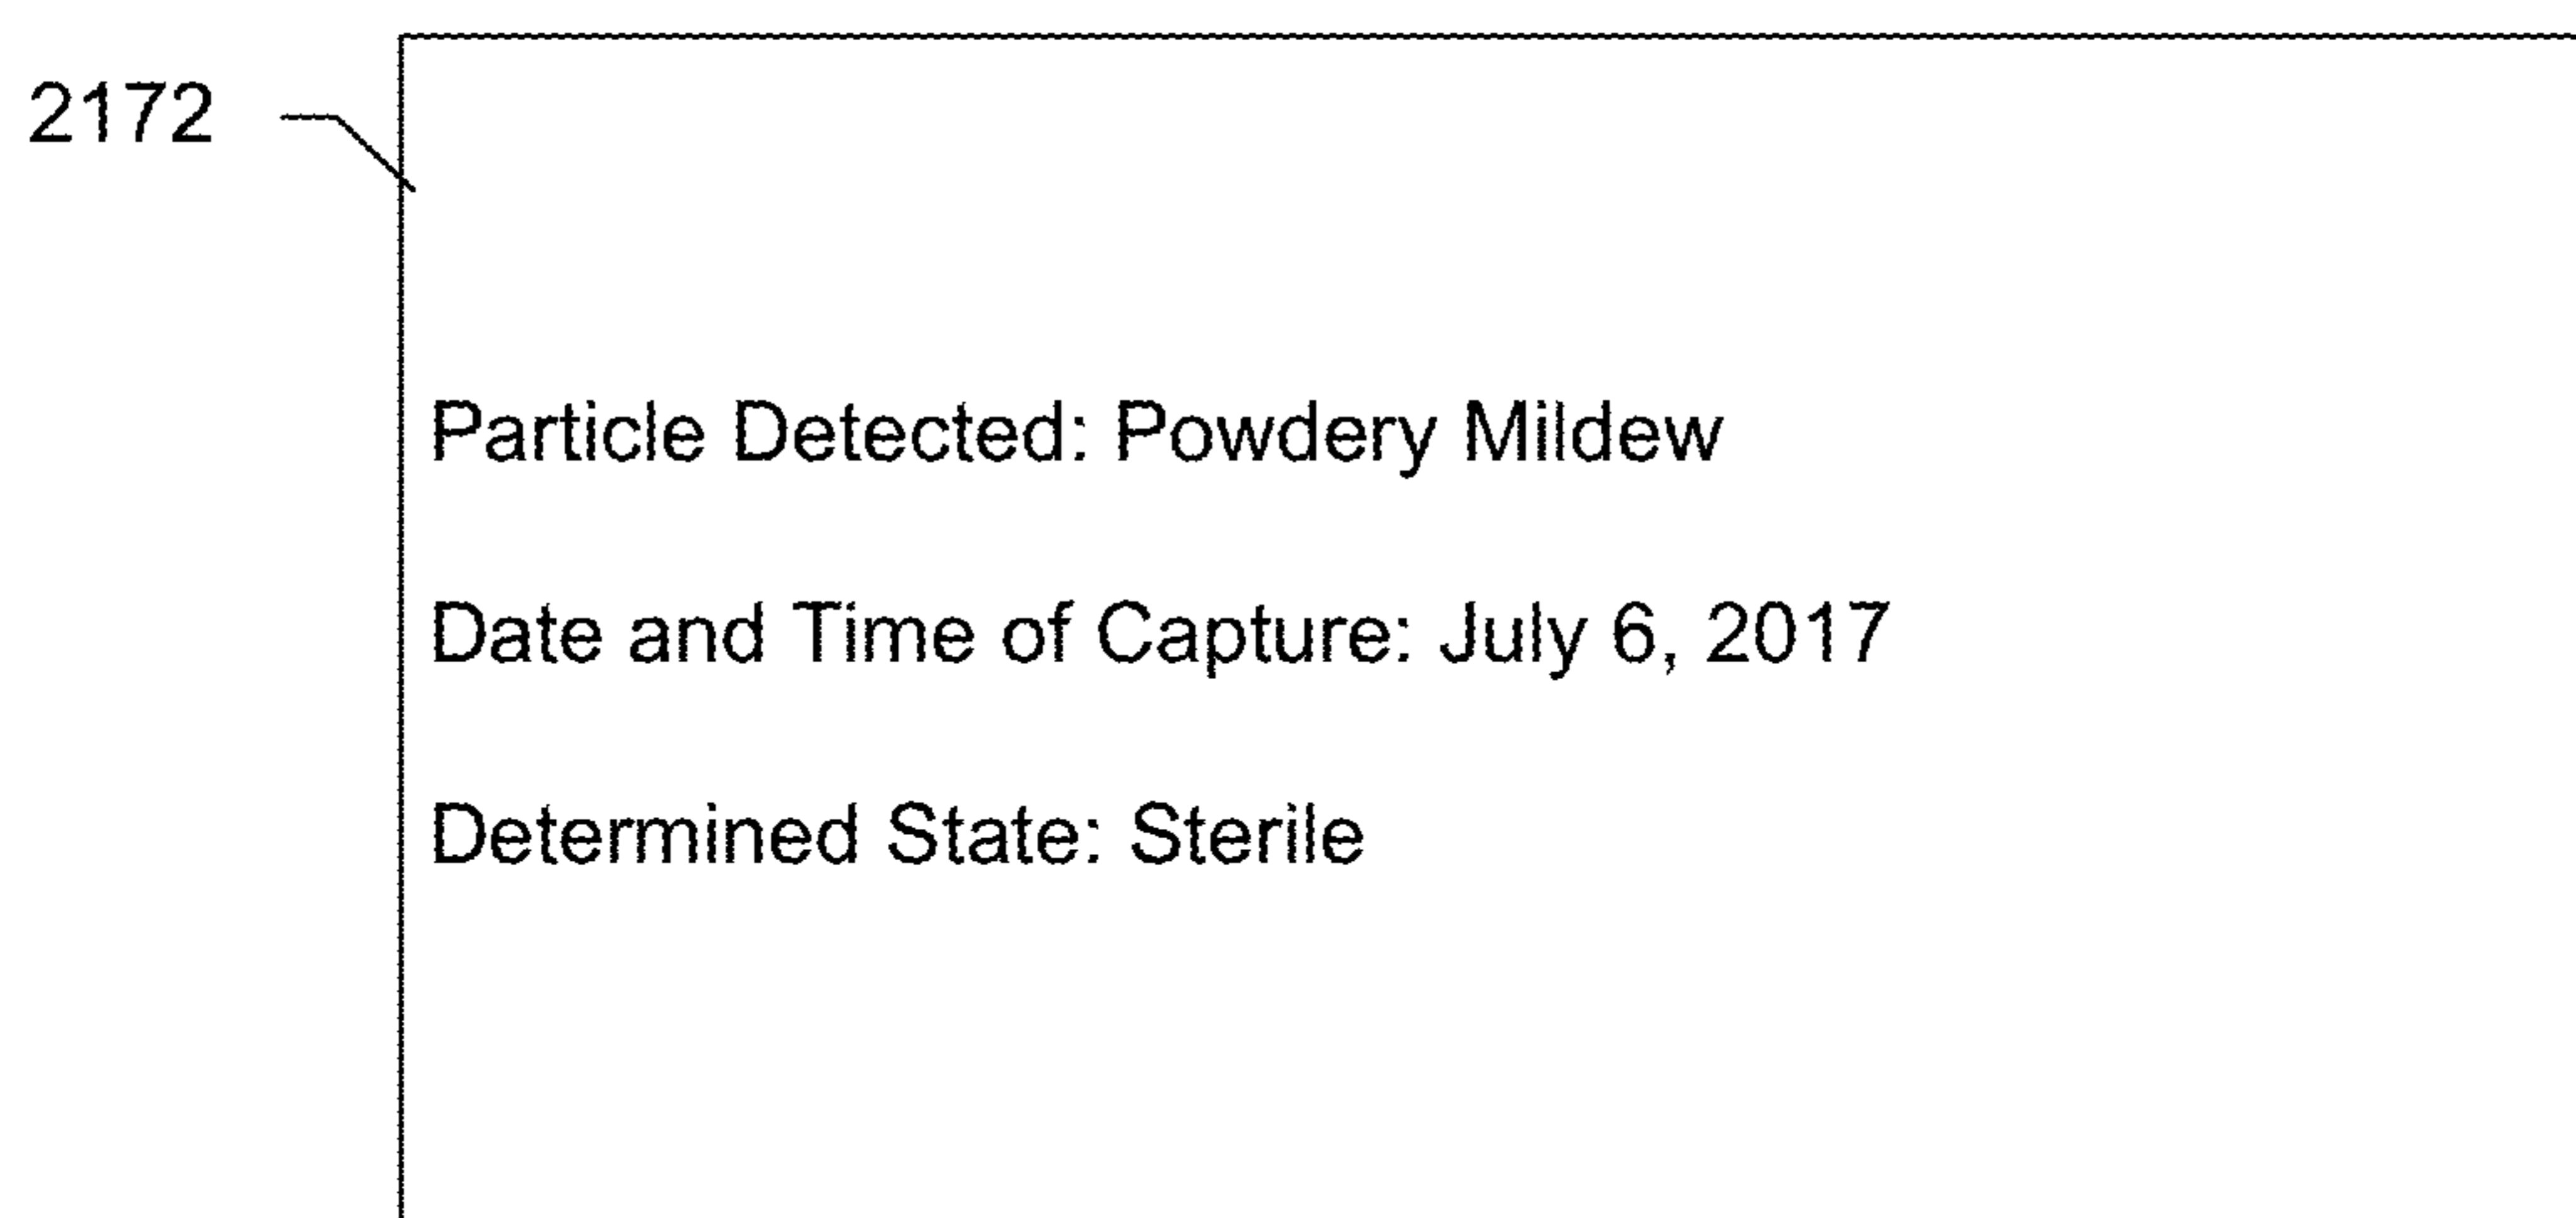 2172
Particle Detected: Powdery Mildew
Date and Time of Capture: July 6, 2017
Determined State: Sterile